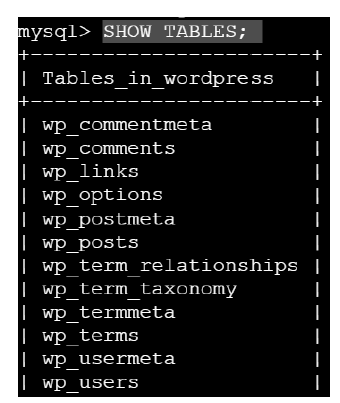 mysql> SHOW TABLES;
+-----------------------+
| Tables_in_wordpress   |
+-----------------------+
| wp_commentmeta        |
| wp_comments           |
| wp_links              |
| wp_options            |
| wp_postmeta           |
| wp_posts              |
| wp_term_relationships |
| wp_term_taxonomy      |
| wp_termmeta           |
| wp_terms              |
| wp_usermeta           |
| wp_users              |